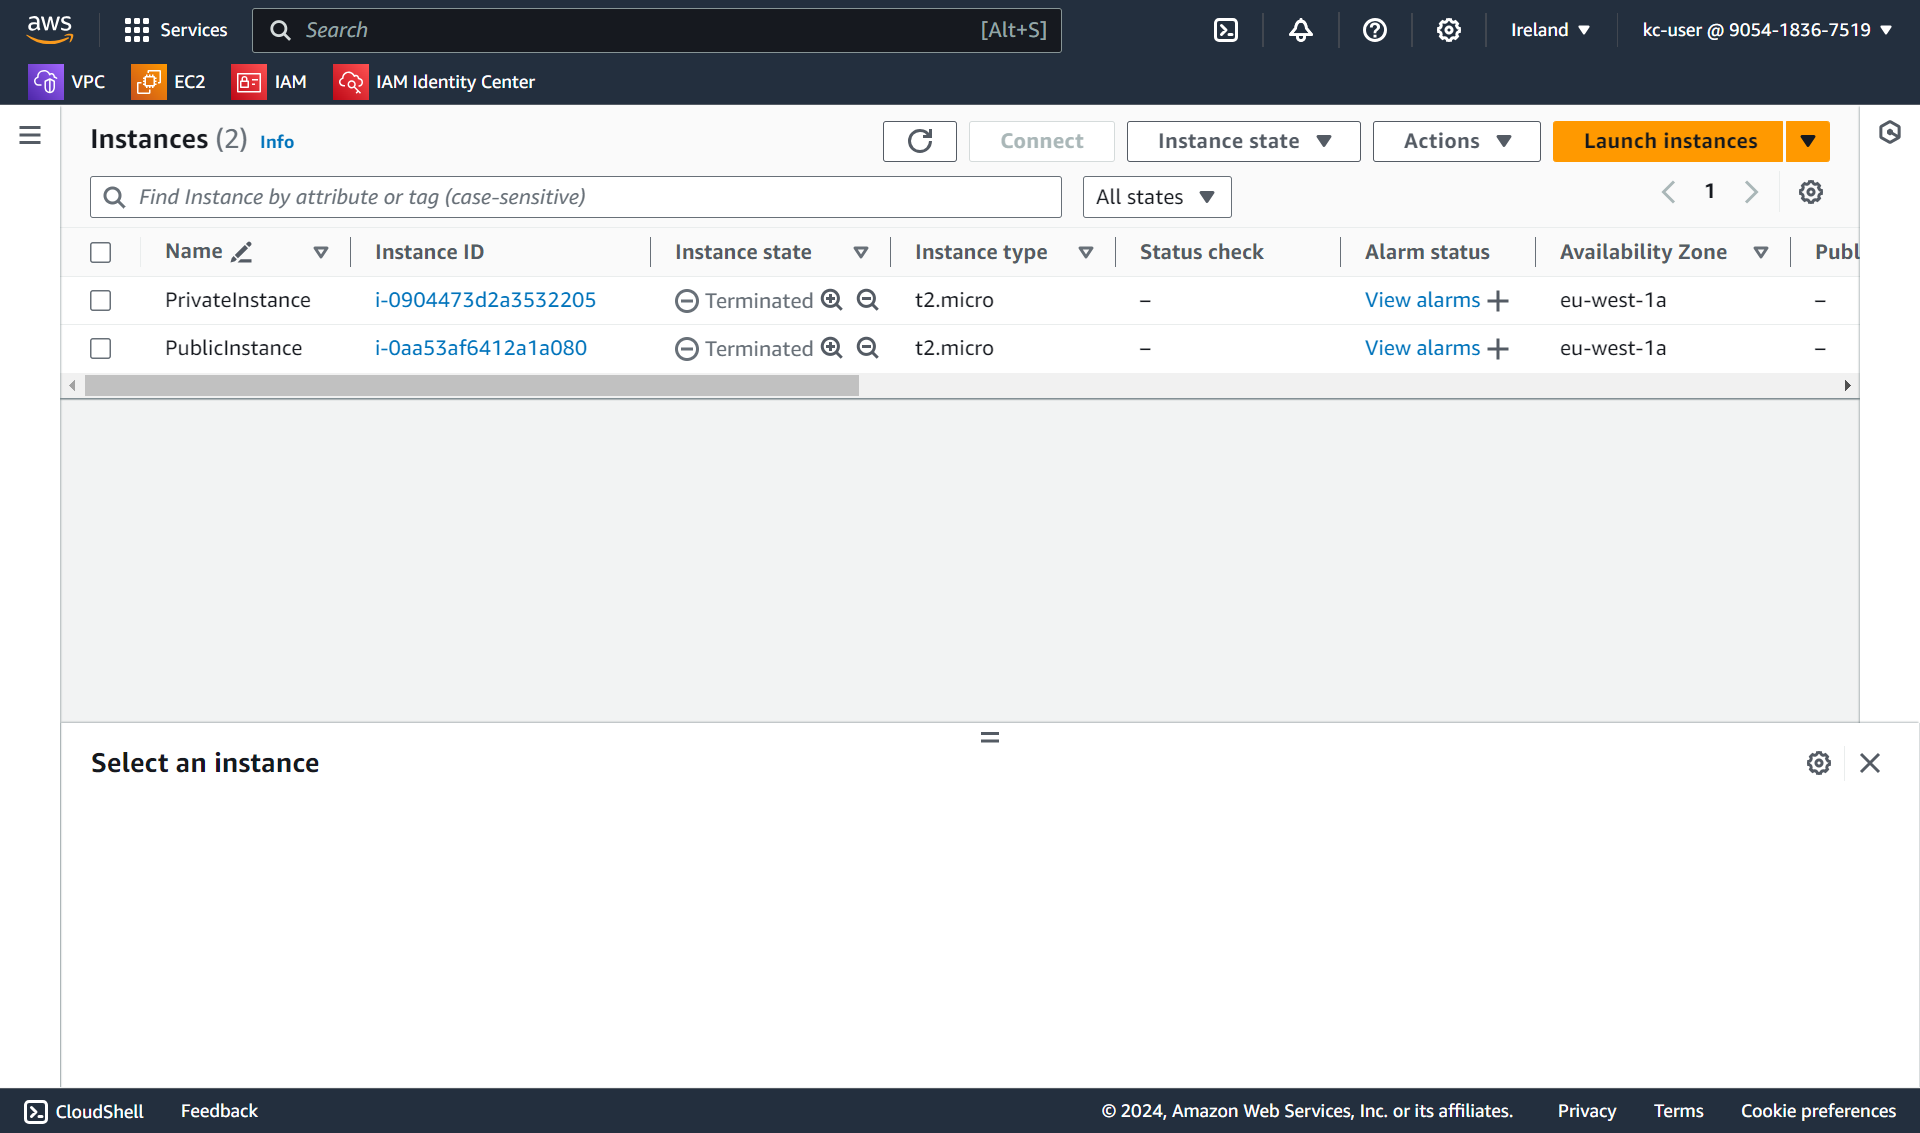 aws Services Search [Alt+S] Ireland kc-user @ 9054-1836-7519
VPC EC2 IAM IAM Identity Center
Instances (2) Info Connect Instance state Actions Launch instances
Find Instance by attribute or tag (case-sensitive) All states 1
Name Instance ID Instance state Instance type Status check Alarm status Availability Zone Publ
PrivateInstance i-0904473d2a3532205 Terminated t2.micro – View alarms + eu-west-1a –
PublicInstance i-0aa53af6412a1a080 Terminated t2.micro – View alarms + eu-west-1a –
Select an instance
CloudShell Feedback © 2024, Amazon Web Services, Inc. or its affiliates. Privacy Terms Cookie preferences